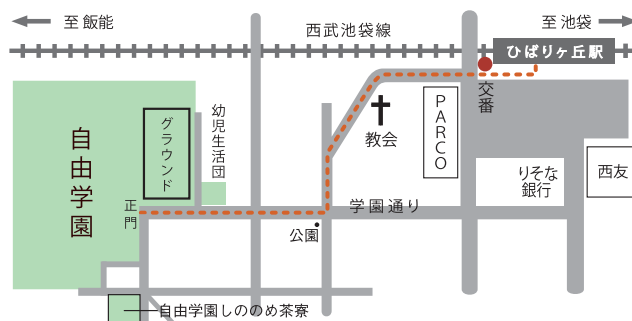 至 飯能
西武池袋線
至 池袋
ひばりヶ丘駅
交番
PARCO
教会
幼児生活団
グラウンド
自由学園
りそな
銀行
西友
正門
学園通り
公園
自由学園しののめ茶寮